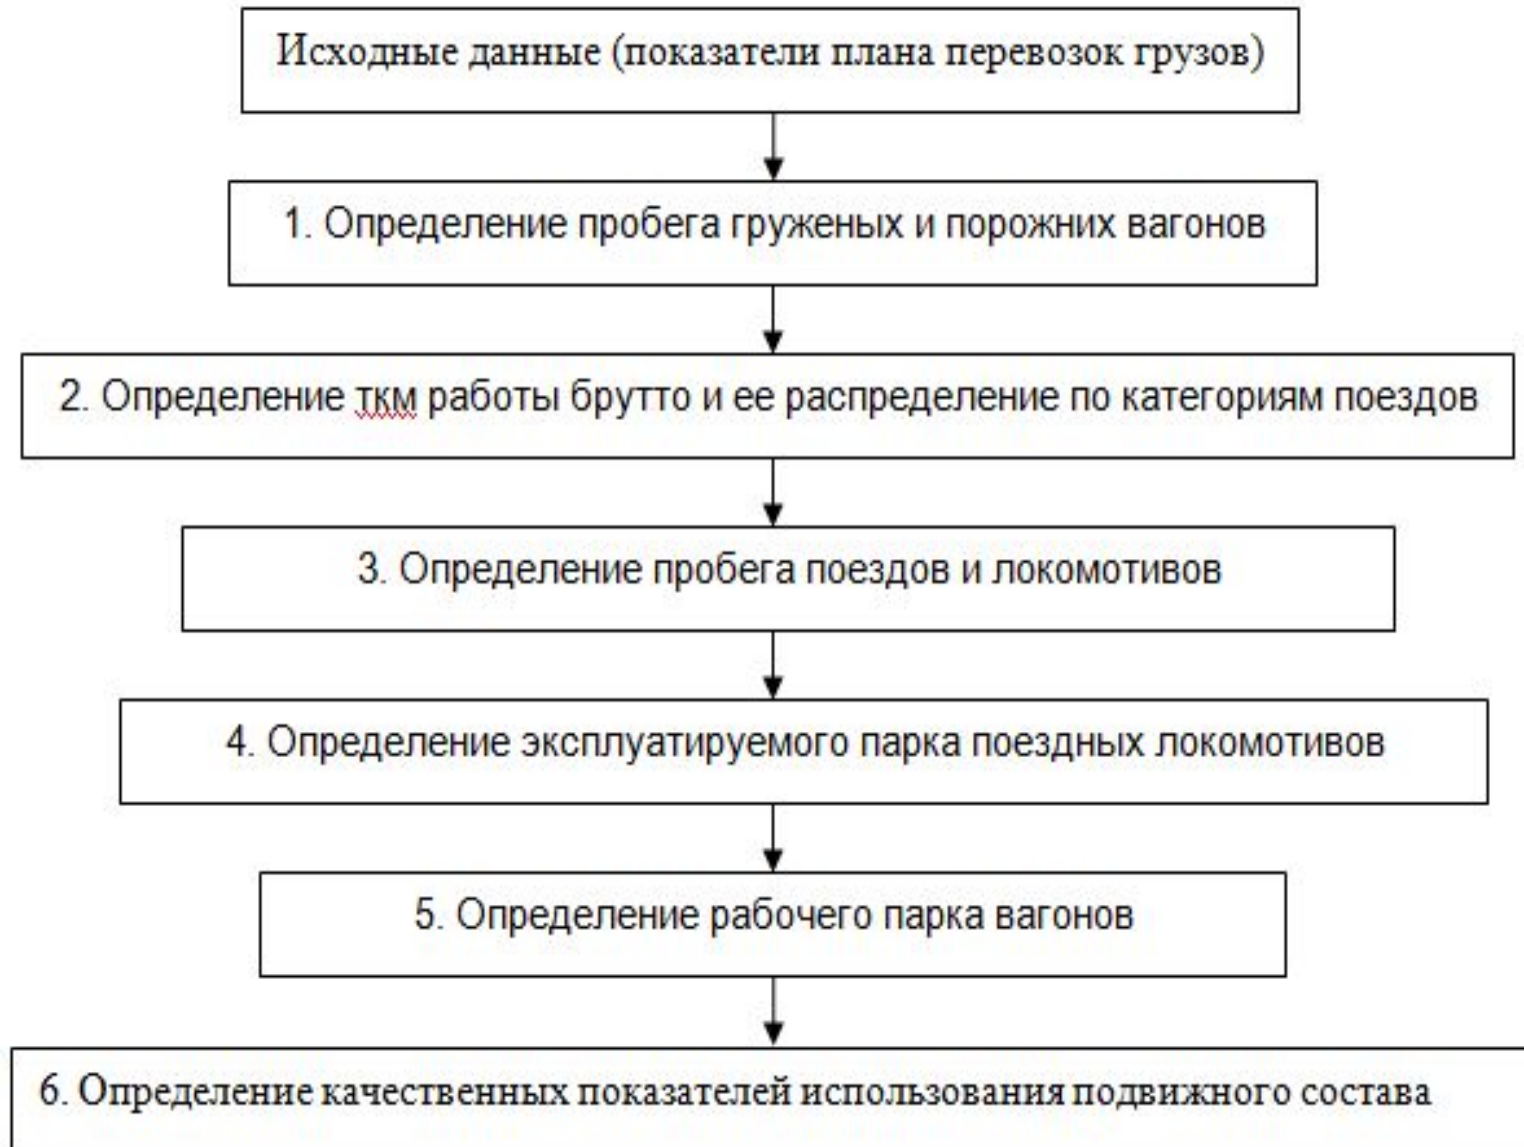 Исходные данные (показатели плана перевозок грузов)
1. Определение пробега груженых и порожних вагонов
2. Определение ткм работы брутто и ее распределение по категориям поездов
3. Определение пробега поездов и локомотивов
4. Определение эксплуатируемого парка поездных локомотивов
5. Определение рабочего парка вагонов
6. Определение качественных показателей использования подвижного состава